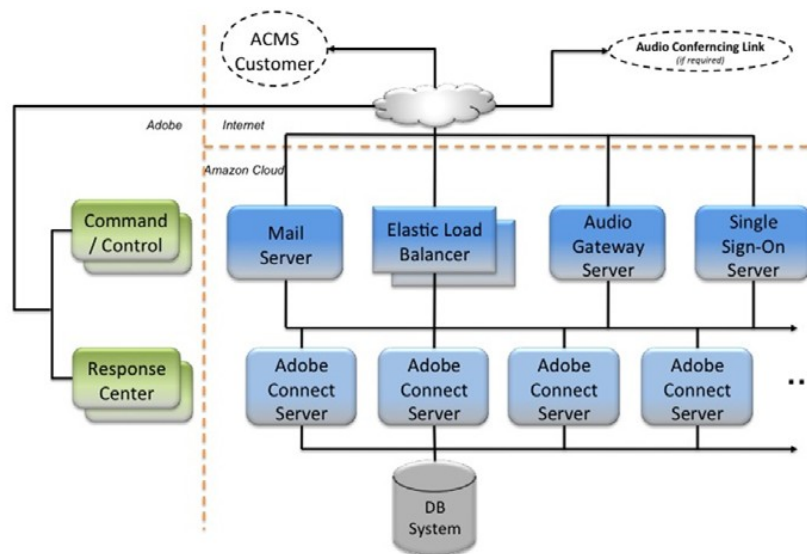 ACMS
Customer
Audio Conferncing Link
(if required)
Adobe
Internet
Amazon Cloud
Command
/ Control
Mail
Server
Elastic Load
Balancer
Audio
Gateway
Server
Single
Sign-On
Server
Response
Center
Adobe
Connect
Server
Adobe
Connect
Server
Adobe
Connect
Server
Adobe
Connect
Server
..
DB
System